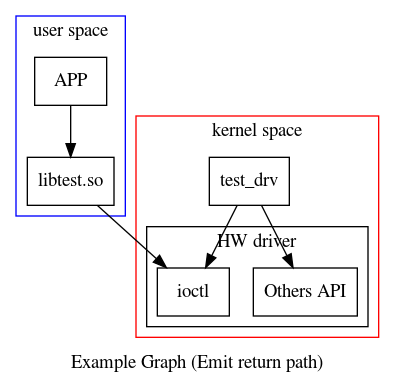 user space
APP
libtest.so
kernel space
test_drv
HW driver
ioctl
Others API
Example Graph (Emit return path)